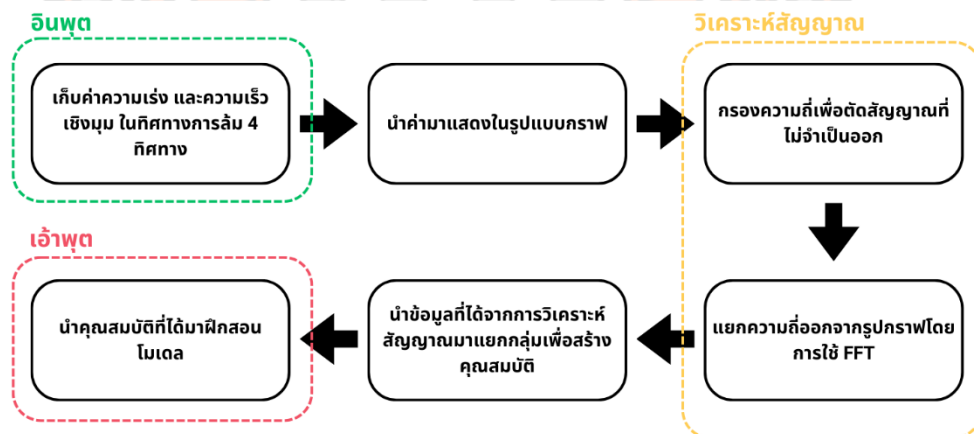 อินพุต
วิเคราะห์สัญญาณ
เก็บค่าความเร่ง และความเร็ว
เชิงมุม ในทิศทางการล้ม 4
ทิศทาง
นำค่ามาแสดงในรูปแบบกราฟ
กรองความถี่เพื่อตัดสัญญาณที่
ไม่จำเป็นออก
เอ้าพุต
นำคุณสมบัติที่ได้มาฝึกสอน
โมเดล
นำข้อมูลที่ได้จากการวิเคราะห์
สัญญาณมาแยกกลุ่มเพื่อสร้าง
คุณสมบัติ
แยกความถี่ออกจากรูปกราฟโดย
การใช้ FFT